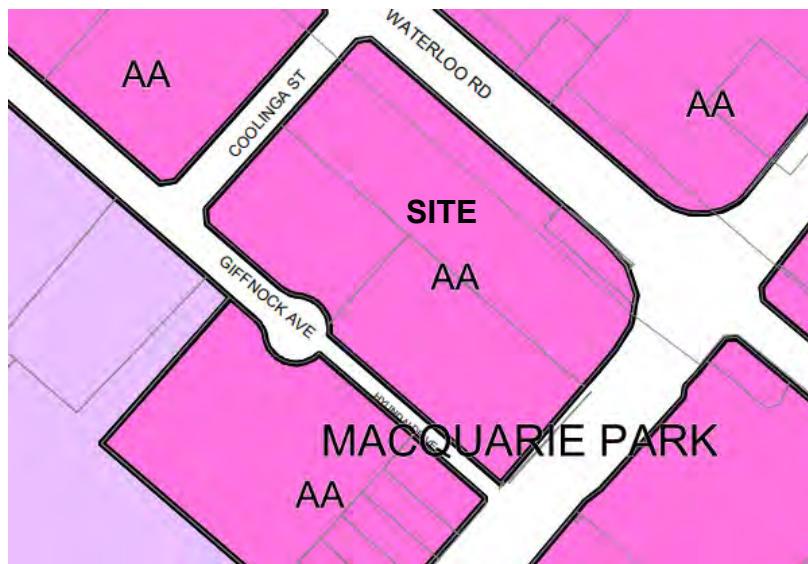 WATERLOO RD
AA
COOLINGA ST
AA
SITE
AA
GIFFNOCK AVE
MACQUARIE PARK
AA